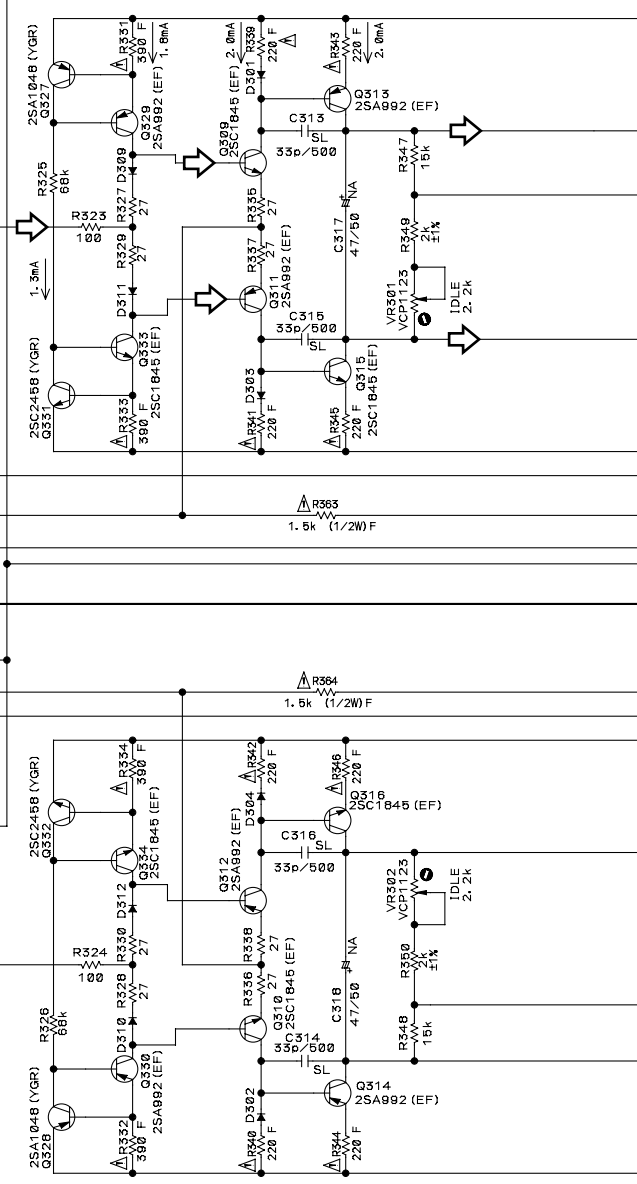 R331
390 F
1.8mA
2SA1048 (YGR)
Q327
Q329
2SA992 (EF)
2.0mA
R339
220 F
D301
R343
220 F
2.0mA
Q313
2SA992 (EF)
Q309
2SC1845 (EF)
C313
SL
33p/500
D309
R325
68k
R327
27
R335
27
R347
15k
R323
100
R329
27
R337
27
C317
47/50
NA
R349
2k
±1%
1.3mA
D311
Q311
2SA992 (EF)
VR301
VCP1123
IDLE
2.2k
C315
33p/500
SL
2SC2458 (YGR)
Q331
Q333
2SC1845 (EF)
D303
Q315
2SC1845 (EF)
R333
390 F
R341
220 F
R345
220 F
R363
1.5k (1/2W) F
R364
1.5k (1/2W) F
R334
390 F
R342
220 F
R346
220 F
2SC2458 (YGR)
Q332
Q334
2SC1845 (EF)
D304
Q316
2SC1845 (EF)
Q312
2SA992 (EF)
C316
SL
33p/500
VR302
VCP1123
IDLE
2.2k
D312
R330
27
R338
27
R324
100
R328
27
R336
27
C318
47/50
NA
R350
2k
±1%
R326
68k
D310
Q310
2SC1845 (EF)
R348
15k
C314
33p/500
SL
Q330
2SA992 (EF)
2SA1048 (YGR)
Q328
D302
Q314
2SA992 (EF)
R332
390 F
R340
220 F
R344
220 F